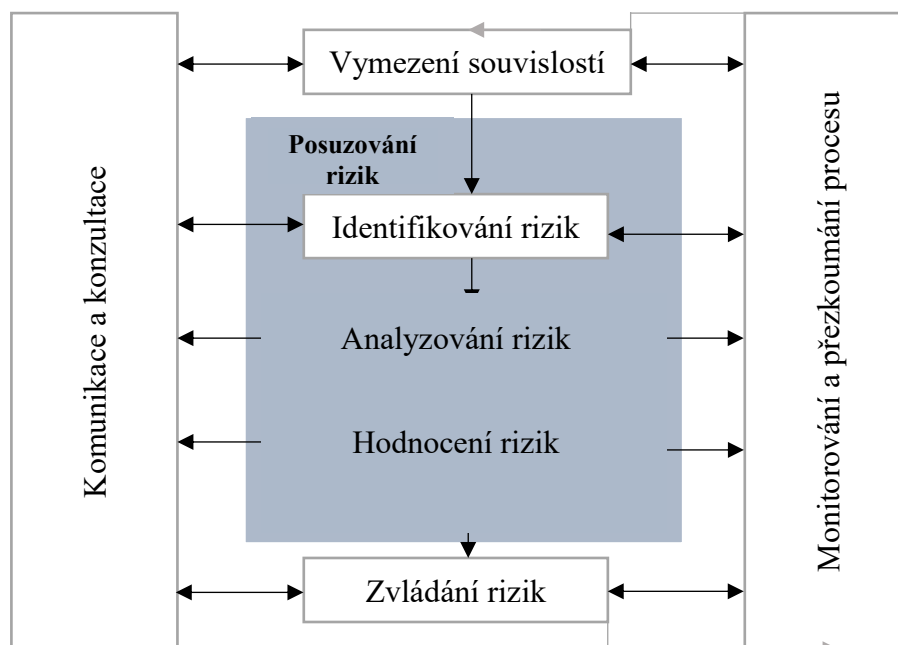 Vymezení souvislostí
Posuzování
rizik
Identifikování rizik
Analyzování rizik
Hodnocení rizik
Zvládání rizik
Komunikace a konzultace
Monitorování a přezkoumání procesu